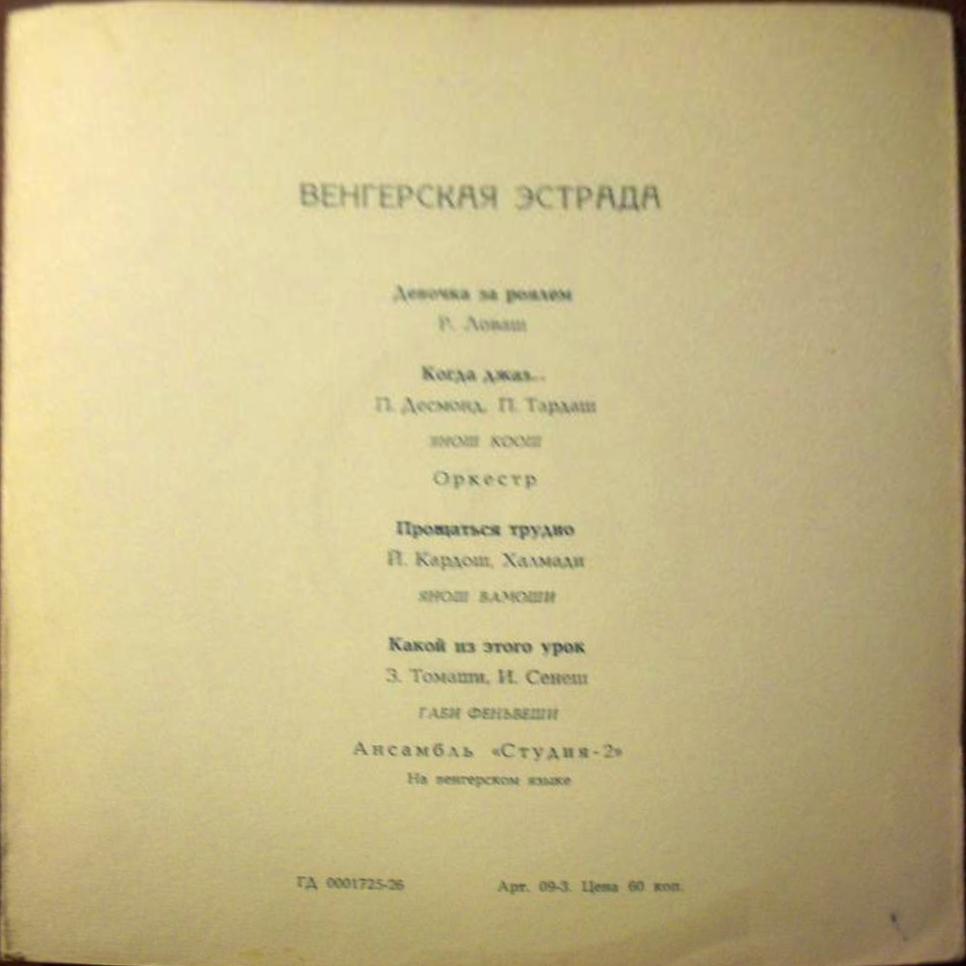 ВЕНГЕРСКАЯ ЭСТРАДА
Девочка за роялем
Р. Ловаш
Когда джаз...
П. Десмонд, П. Тардаш
ЯНОШ КООШ
Оркестр
Прощаться трудно
Й. Кардош, Халмади
ЯНОШ ВАМОШИ
Какой из этого урок
З. Томаши, И. Сенеш
ГАБИ ФЕНЬВЕШИ
Ансамбль «Студия-2»
На венгерском языке
ГД 0001725-26
Арт. 09-3. Цена 60 коп.